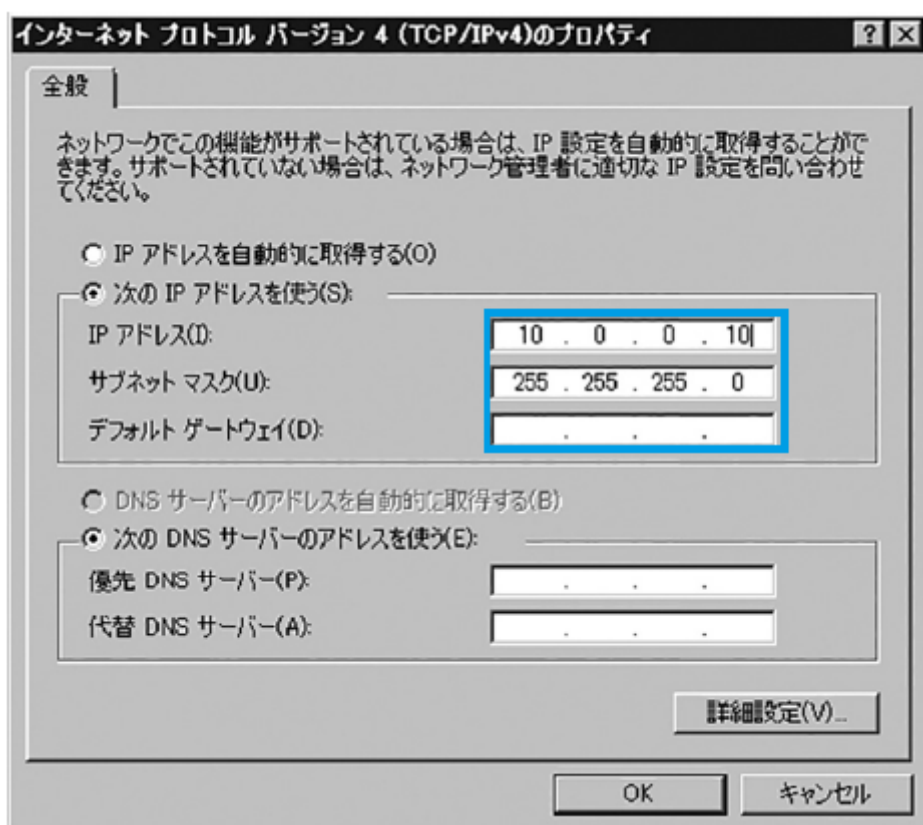 インターネット プロトコル バージョン 4 (TCP/IPv4)のプロパティ
全般
ネットワークでこの機能がサポートされている場合は、IP 設定を自動的に取得することがで
きます。サポートされていない場合は、ネットワーク管理者に適切な IP 設定を問い合わせ
てください。
IP アドレスを自動的に取得する(O)
次の IP アドレスを使う(S):
IP アドレス(I): 10 . 0 . 0 . 10
サブネット マスク(U): 255 . 255 . 255 . 0
デフォルト ゲートウェイ(D): . . .
DNS サーバーのアドレスを自動的に取得する(B)
次の DNS サーバーのアドレスを使う(E):
優先 DNS サーバー(P): . . .
代替 DNS サーバー(A): . . .
詳細設定(V)...
OK キャンセル